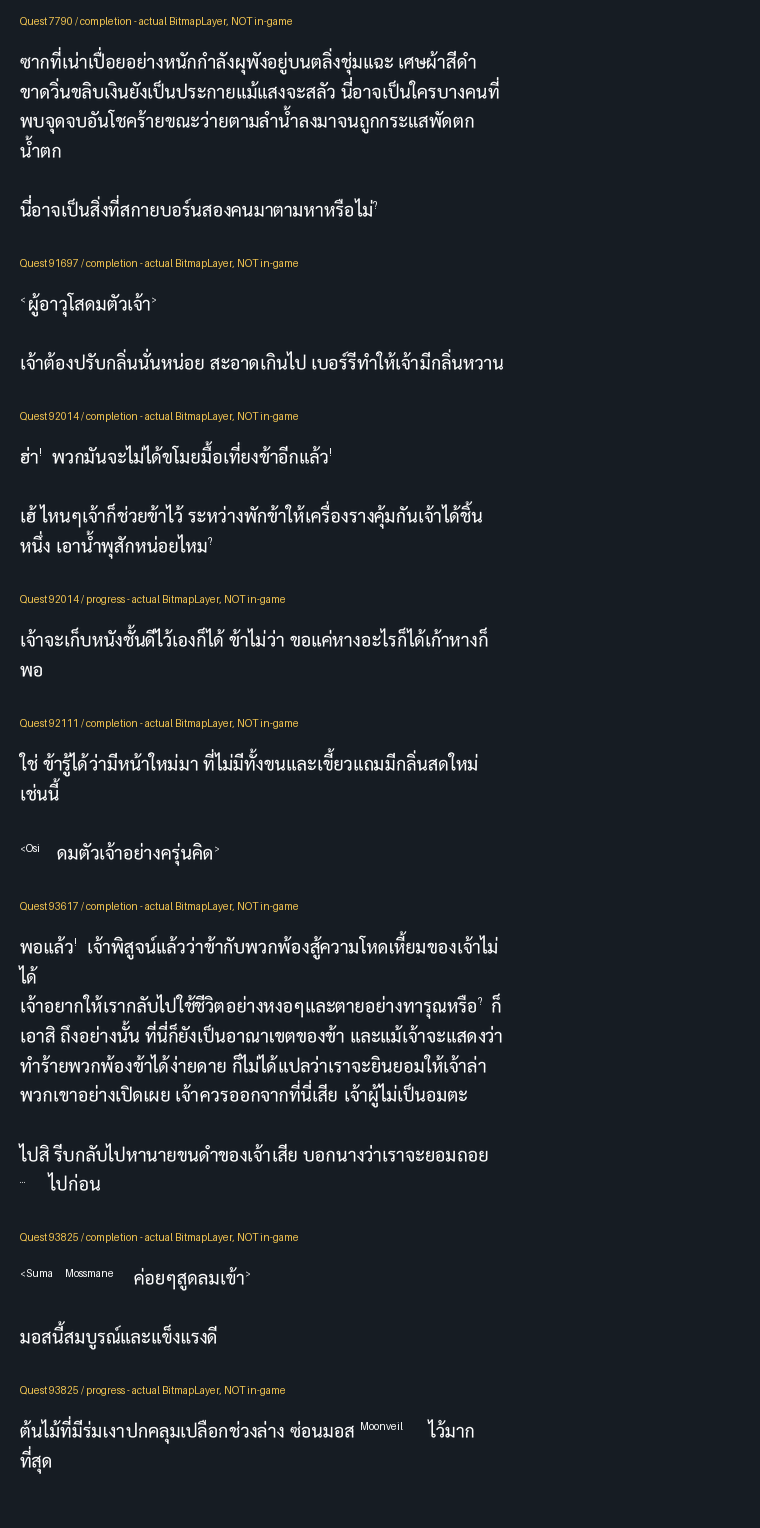 Quest 7790 / completion - actual BitmapLayer, NOT in-game
ซากที่เน่าเปื่อยอย่างหนักกำลังผุพังอยู่บนตลิ่งชุ่มแฉะ เศษผ้าสีดำ
ขาดวิ่นขลิบเงินยังเป็นประกายแม้แสงจะสลัว นี่อาจเป็นใครบางคนที่
พบจุดจบอันโชคร้ายขณะว่ายตามลำน้ำลงมาจนถูกกระแสพัดตก
น้ำตก
นี่อาจเป็นสิ่งที่สกายบอร์นสองคนมาตามหาหรือไม่?
Quest 91697 / completion - actual BitmapLayer, NOT in-game
<ผู้อาวุโสดมตัวเจ้า>
เจ้าต้องปรับกลิ่นนั่นหน่อย สะอาดเกินไป เบอร์รีทำให้เจ้ามีกลิ่นหวาน
Quest 92014 / completion - actual BitmapLayer, NOT in-game
ฮ่า! พวกมันจะไม่ได้ขโมยมื้อเที่ยงข้าอีกแล้ว!
เฮ้ ไหนๆเจ้าก็ช่วยข้าไว้ ระหว่างพักข้าให้เครื่องรางคุ้มกันเจ้าได้ชิ้น
หนึ่ง เอาน้ำพุสักหน่อยไหม?
Quest 92014 / progress - actual BitmapLayer, NOT in-game
เจ้าจะเก็บหนังชั้นดีไว้เองก็ได้ ข้าไม่ว่า ขอแค่หางอะไรก็ได้เก้าหางก็
พอ
Quest 92111 / completion - actual BitmapLayer, NOT in-game
ใช่ ข้ารู้ได้ว่ามีหน้าใหม่มา ที่ไม่มีทั้งขนและเขี้ยวแถมมีกลิ่นสดใหม่
เช่นนี้
<Osi ดมตัวเจ้าอย่างครุ่นคิด>
Quest 93617 / completion - actual BitmapLayer, NOT in-game
พอแล้ว! เจ้าพิสูจน์แล้วว่าข้ากับพวกพ้องสู้ความโหดเหี้ยมของเจ้าไม่
ได้
เจ้าอยากให้เรากลับไปใช้ชีวิตอย่างหงอๆและตายอย่างทารุณหรือ? ก็
เอาสิ ถึงอย่างนั้น ที่นี่ก็ยังเป็นอาณาเขตของข้า และแม้เจ้าจะแสดงว่า
ทำร้ายพวกพ้องข้าได้ง่ายดาย ก็ไม่ได้แปลว่าเราจะยินยอมให้เจ้าล่า
พวกเขาอย่างเปิดเผย เจ้าควรออกจากที่นี่เสีย เจ้าผู้ไม่เป็นอมตะ
ไปสิ รีบกลับไปหานายขนดำของเจ้าเสีย บอกนางว่าเราจะยอมถอย
... ไปก่อน
Quest 93825 / completion - actual BitmapLayer, NOT in-game
<Suma Mossmane ค่อยๆสูดลมเข้า>
มอสนี้สมบูรณ์และแข็งแรงดี
Quest 93825 / progress - actual BitmapLayer, NOT in-game
ต้นไม้ที่มีร่มเงาปกคลุมเปลือกช่วงล่าง ซ่อนมอส Moonveil ไว้มาก
ที่สุด